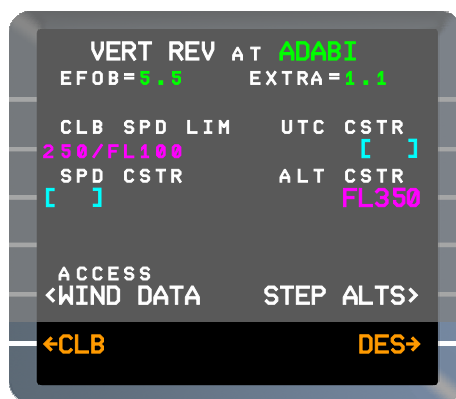 VERT REV AT ADABI
EFOB=5.5 EXTRA=1.1
CLB SPD LIM UTC CSTR
250/FL100 [ ]
SPD CSTR ALT CSTR
[ ] FL350
ACCESS
<WIND DATA STEP ALTS>
←CLB DES→